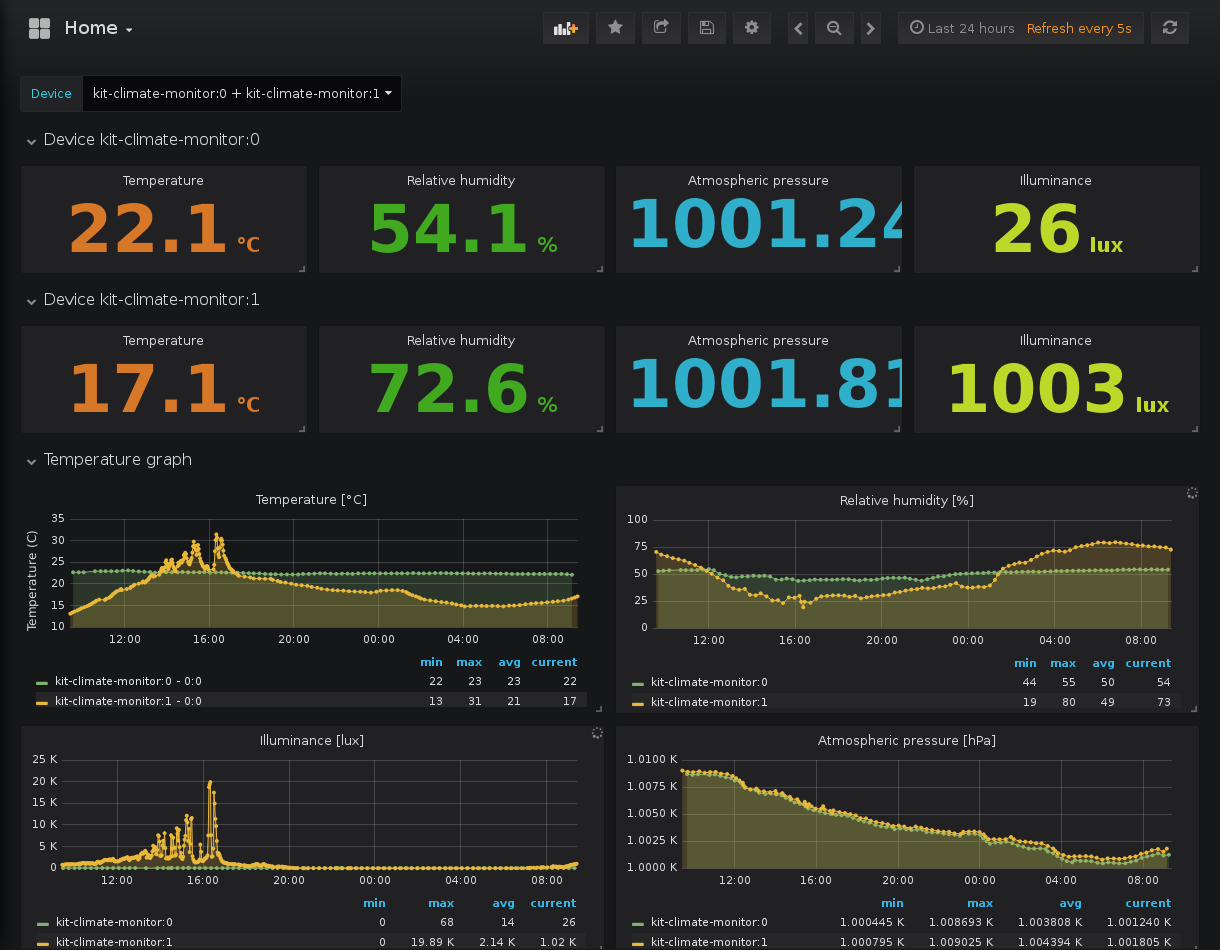 Home
Last 24 hours Refresh every 5s
Device kit-climate-monitor:0 + kit-climate-monitor:1
Device kit-climate-monitor:0
Temperature Relative humidity Atmospheric pressure Illuminance
22.1 °C 54.1 % 1001.24 26 lux
Device kit-climate-monitor:1
Temperature Relative humidity Atmospheric pressure Illuminance
17.1 °C 72.6 % 1001.81 1003 lux
Temperature graph
Temperature [°C]
Temperature (C)
35
30
25
20
15
10
12:00 16:00 20:00 00:00 04:00 08:00
min max avg current
kit-climate-monitor:0 - 0:0 22 23 23 22
kit-climate-monitor:1 - 0:0 13 31 21 17
Relative humidity [%]
100
75
50
25
0
12:00 16:00 20:00 00:00 04:00 08:00
min max avg current
kit-climate-monitor:0 44 55 50 54
kit-climate-monitor:1 19 80 49 73
Illuminance [lux]
25 K
20 K
15 K
10 K
5 K
0
12:00 16:00 20:00 00:00 04:00 08:00
min max avg current
kit-climate-monitor:0 0 68 14 26
kit-climate-monitor:1 0 19.89 K 2.14 K 1.02 K
Atmospheric pressure [hPa]
1.0100 K
1.0075 K
1.0050 K
1.0025 K
1.0000 K
12:00 16:00 20:00 00:00 04:00 08:00
min max avg current
kit-climate-monitor:0 1.000445 K 1.008693 K 1.003808 K 1.001240 K
kit-climate-monitor:1 1.000795 K 1.009025 K 1.004394 K 1.001805 K